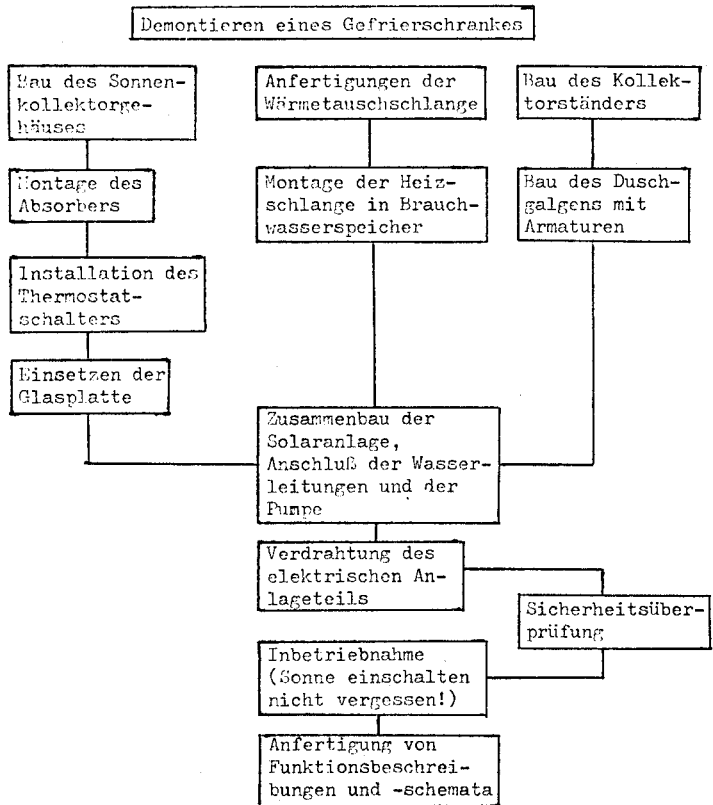 Demontieren eines Gefrierschrankes
Bau des Sonnen-
kollektorge-
häuses
Montage des
Absorbers
Installation des
Thermostat-
schalters
Einsetzen der
Glasplatte
Anfertigungen der
Wärmetauschschlange
Montage der Heiz-
schlange in Brauch-
wasserspeicher
Bau des Kollek-
torständers
Bau des Dusch-
galgens mit
Armaturen
Zusammenbau der
Solaranlage,
Anschluß der Wasser-
leitungen und der
Pumpe
Verdrahtung des
elektrischen An-
lageteils
Sicherheitsüber-
prüfung
Inbetriebnahme
(Sonne einschalten
nicht vergessen!)
Anfertigung von
Funktionsbeschrei-
bungen und -schemata